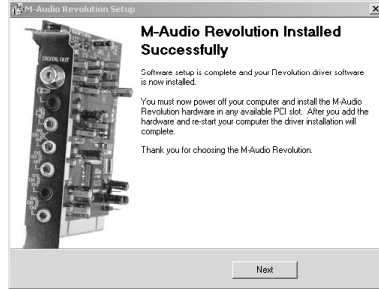 M-Audio Revolution Setup
M-Audio Revolution Installed
Successfully
Software setup is complete and your Revolution driver software
is now installed.
You must now power off your computer and install the M-Audio
Revolution hardware in any available PCI slot. After you add the
hardware and re-start your computer the driver installation will
complete.
Thank you for choosing the M-Audio Revolution.
DIGITAL OUT
Next